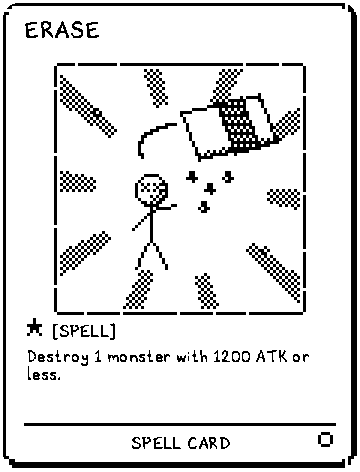 ERASE
[SPELL]
Destroy 1 monster with 1200 ATK or
less.
SPELL CARD